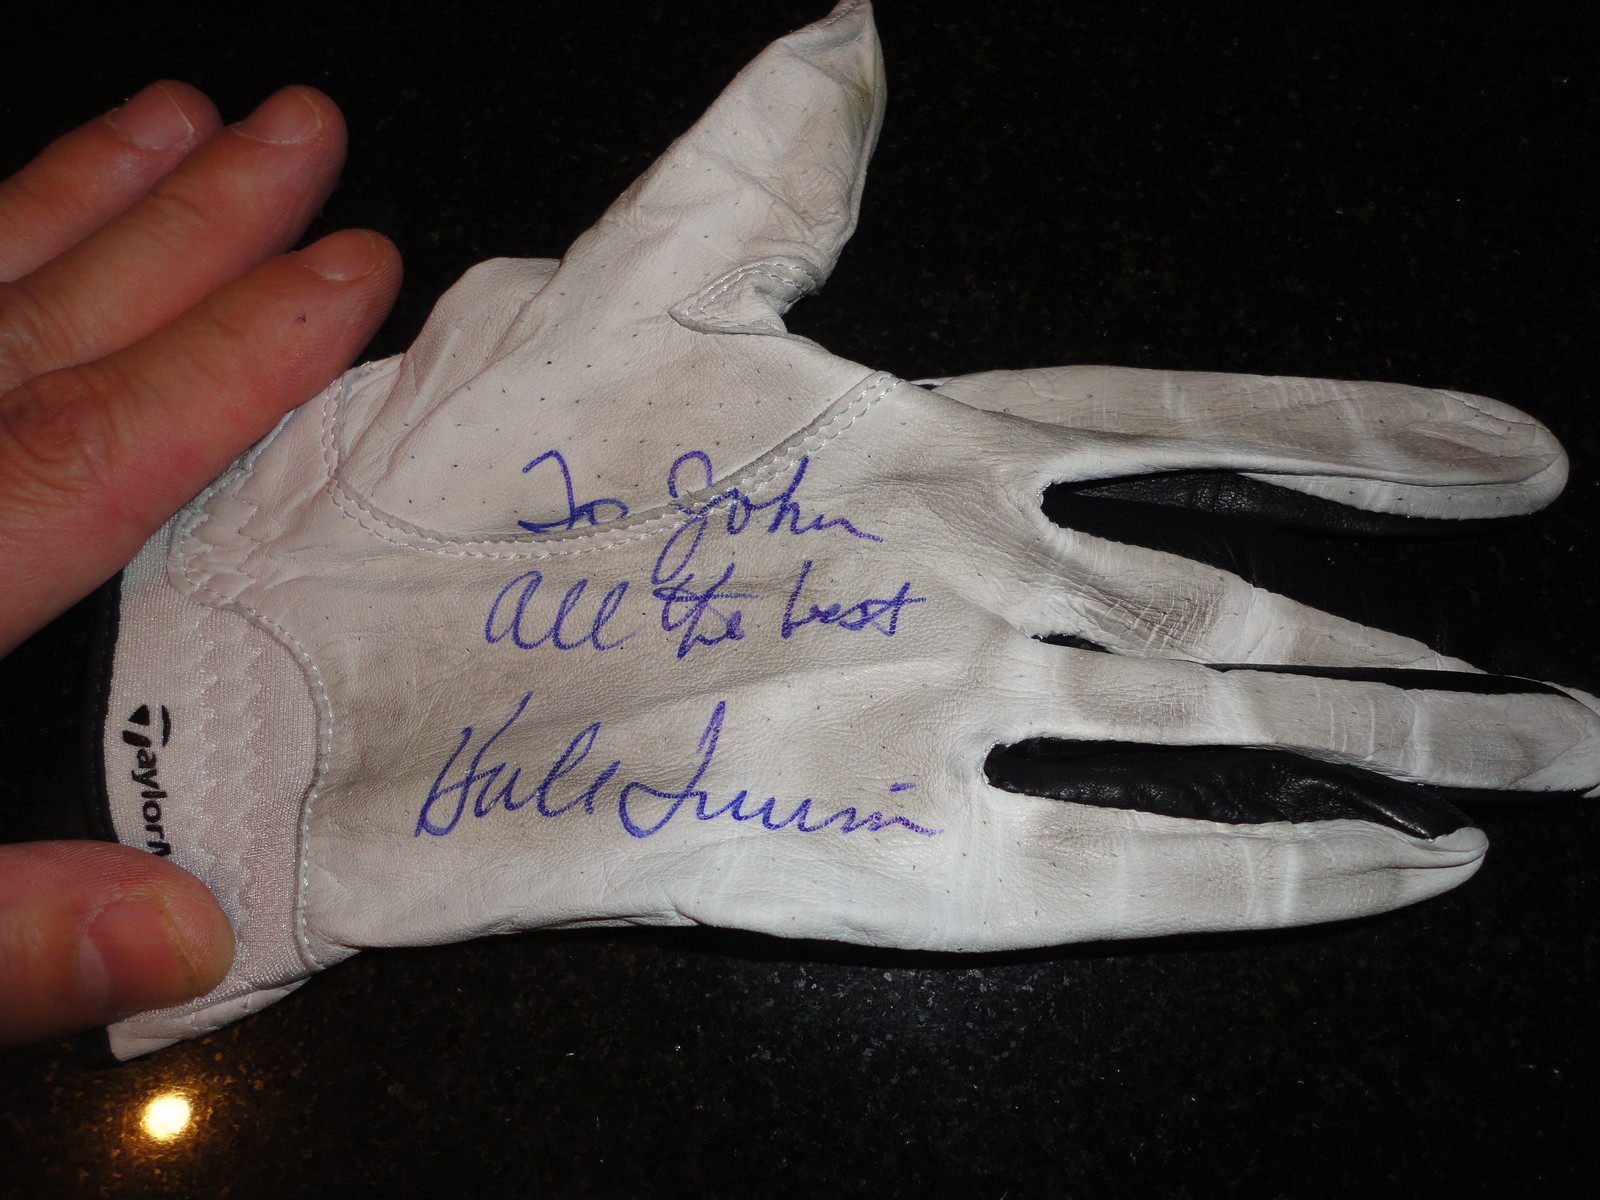 To John
all the best
Hale Irwin
TaylorM